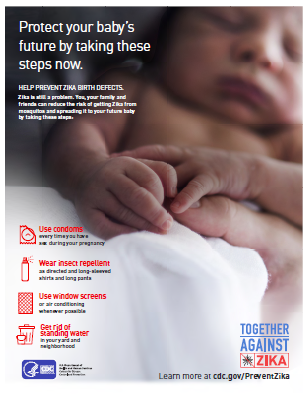 Protect your baby's
future by taking these
steps now.
HELP PREVENT ZIKA BIRTH DEFECTS.
Zika is still a problem. You, your family and
friends can reduce the risk of getting Zika from
mosquitos and spreading it to your future baby
by taking these steps.
Use condoms
every time you have
sex during your pregnancy
Wear insect repellent
as directed and long-sleeved
shirts and long pants
Use window screens
or air conditioning
whenever possible
Get rid of
standing water
in your yard and
neighborhood
TOGETHER
AGAINST
ZIKA
CDC
Learn more at cdc.gov/PreventZika